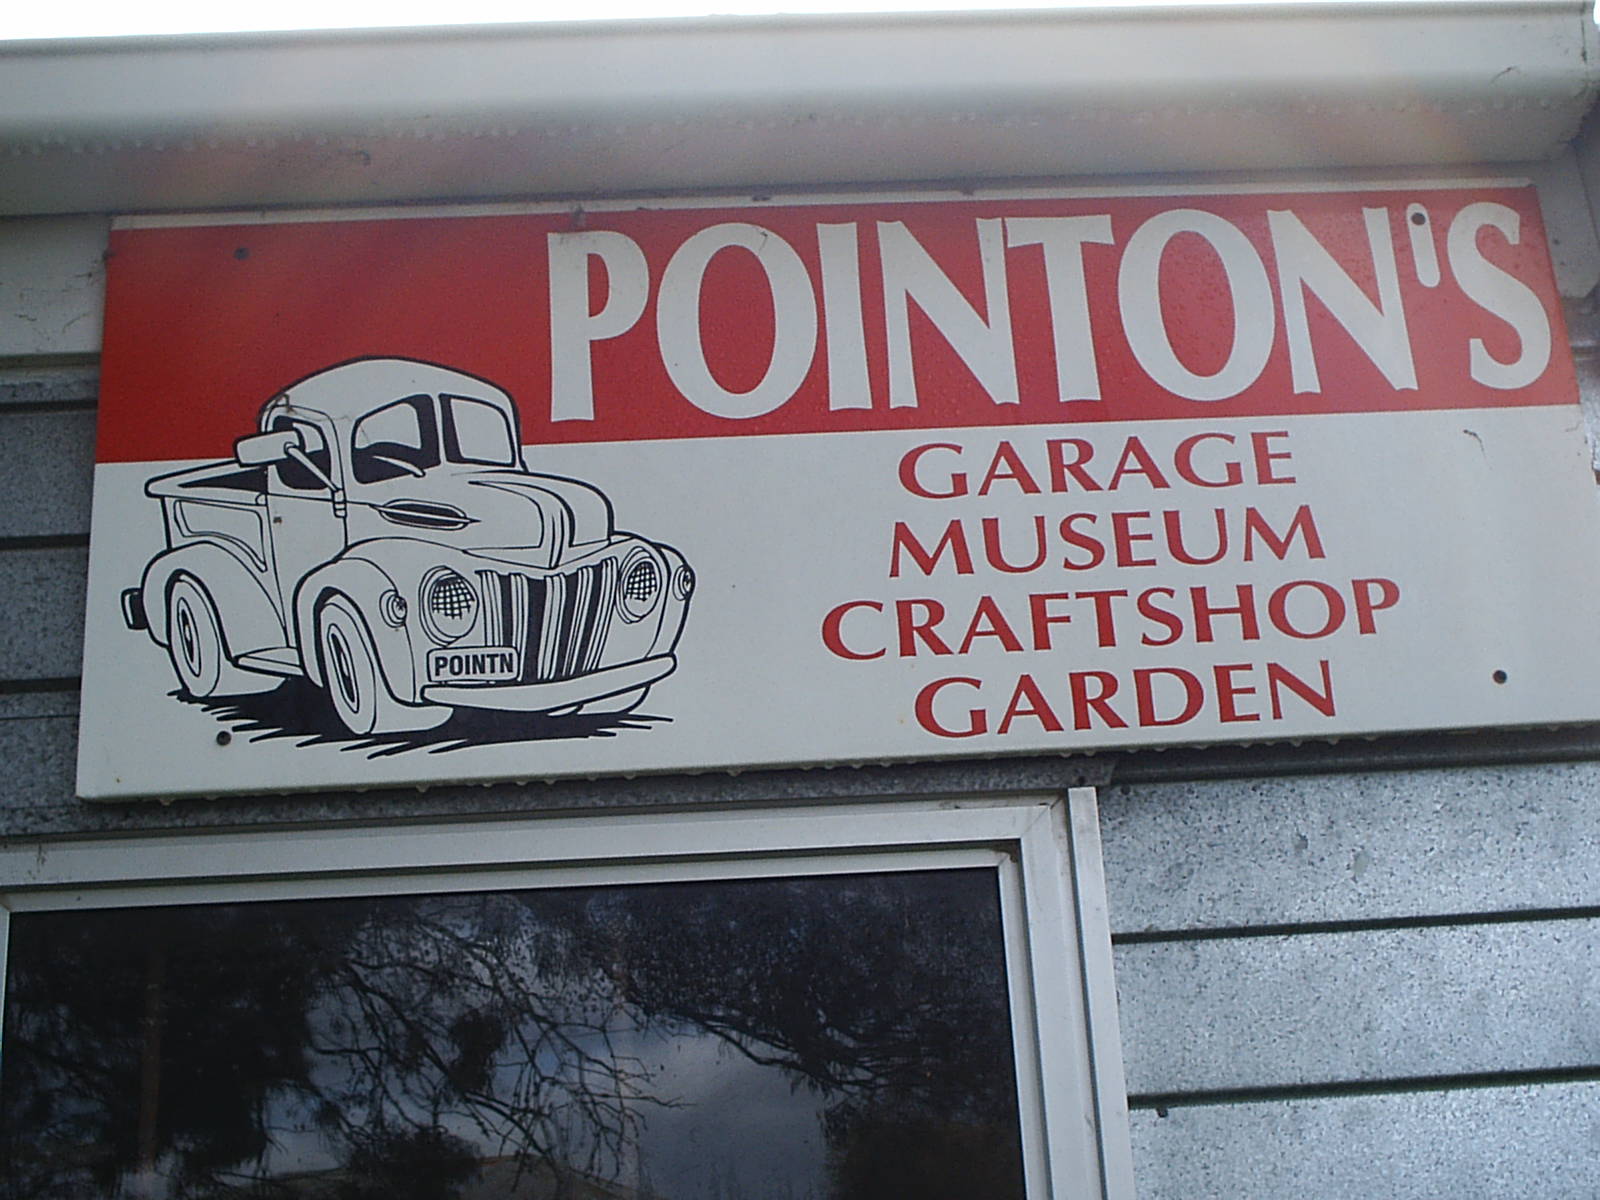 POINTON'S
GARAGE
MUSEUM
CRAFTSHOP
GARDEN
POINTN